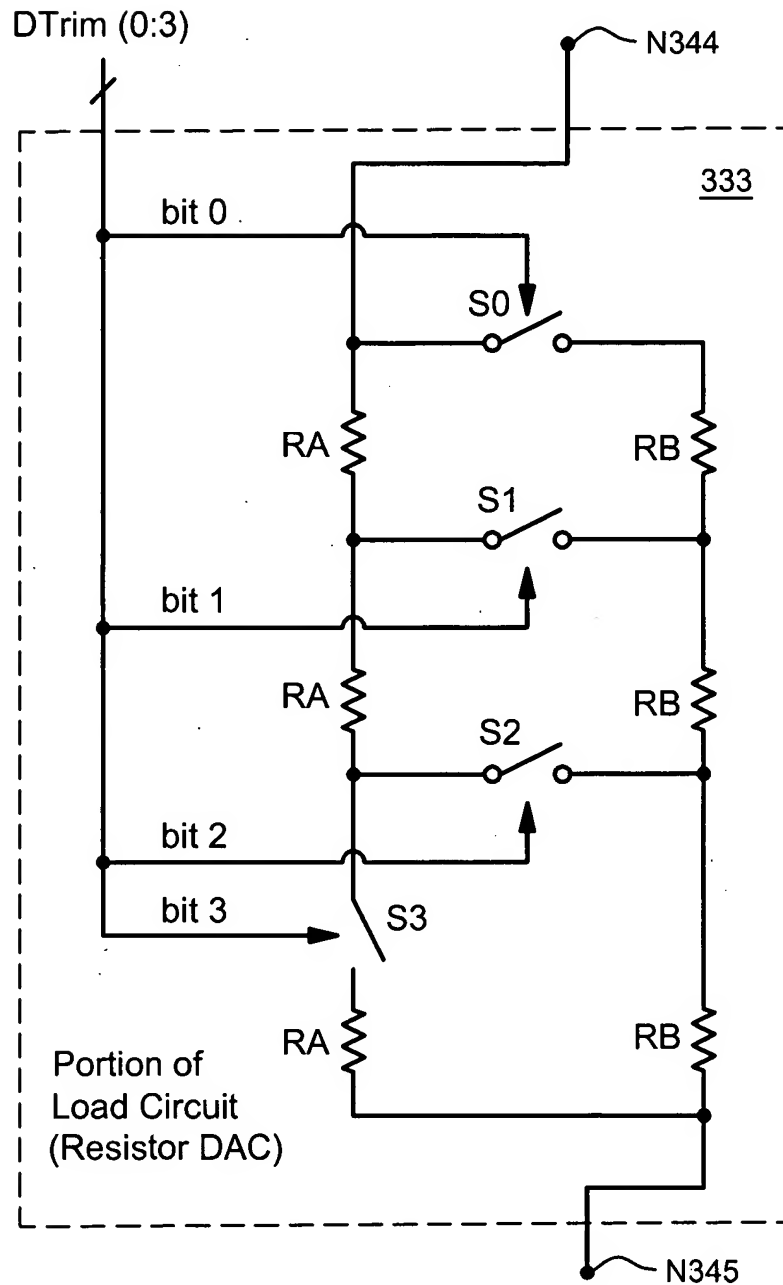 DTrim (0:3)
N344
333
bit 0
S0
RA
RB
S1
bit 1
RA
RB
S2
bit 2
bit 3
S3
RA
RB
Portion of
Load Circuit
(Resistor DAC)
N345